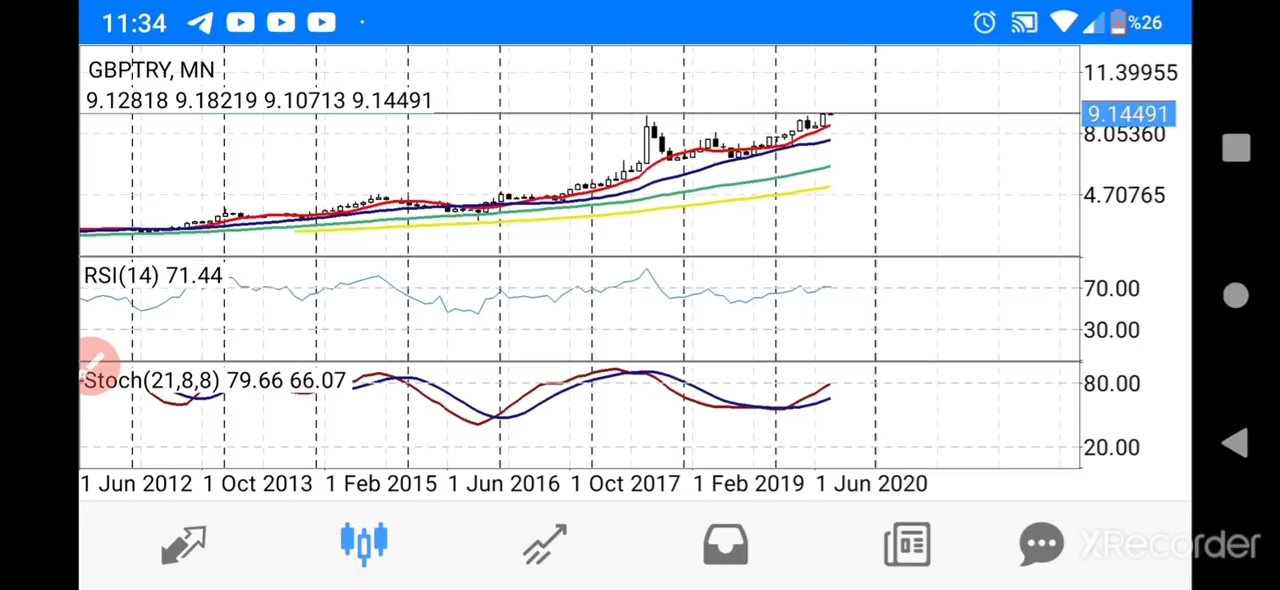 11:34
%26
GBPTRY, MN
9.12818 9.18219 9.10713 9.14491
11.39955
9.14491
8.05360
4.70765
RSI(14) 71.44
70.00
30.00
Stoch(21,8,8) 79.66 66.07
80.00
20.00
1 Jun 2012 1 Oct 2013 1 Feb 2015 1 Jun 2016 1 Oct 2017 1 Feb 2019 1 Jun 2020
XRecorder